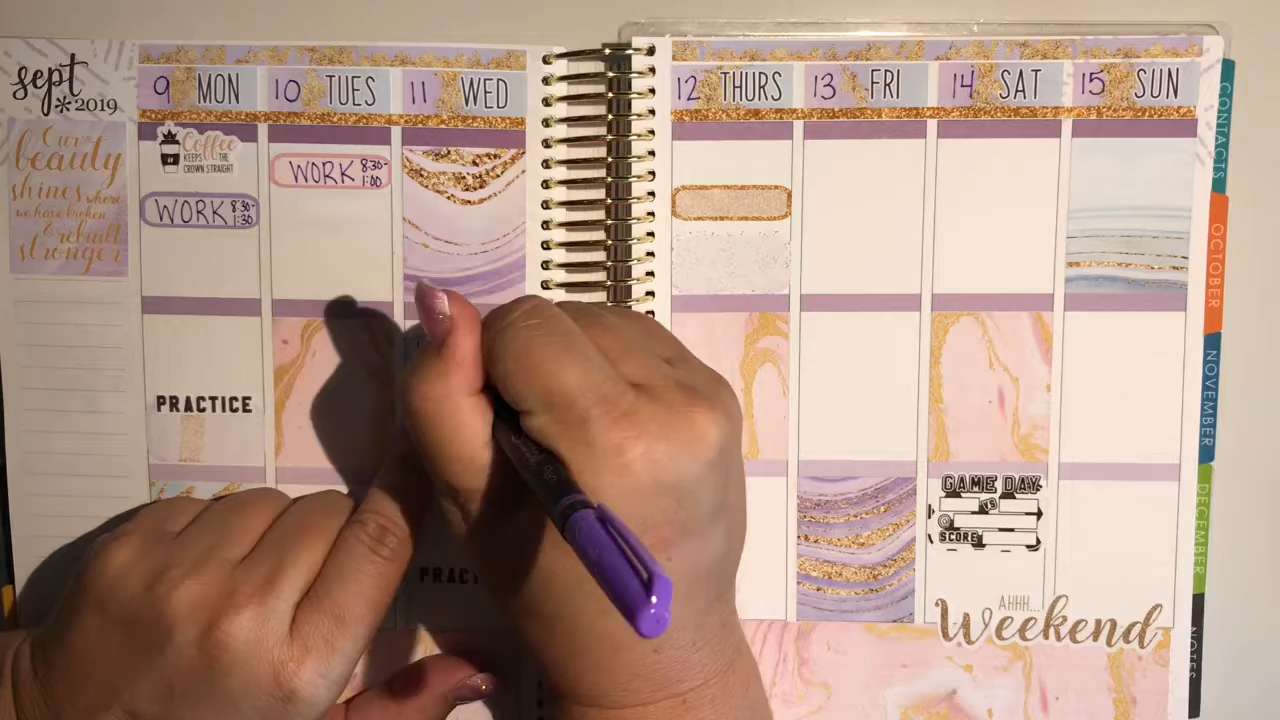 sept
*2019
Our
beauty
shines where
we have broken
& rebuilt
stronger
9 MON
10 TUES
11 WED
12 THURS
13 FRI
14 SAT
15 SUN
Coffee
KEEPS THE
CROWN STRAIGHT
WORK 8:30-
1:30
WORK 8:30-
1:00
PRACTICE
PRACTI
GAME DAY
VS
@
SCORE
AHHH...
Weekend
CONTACTS
OCTOBER
NOVEMBER
DECEMBER
NOTES